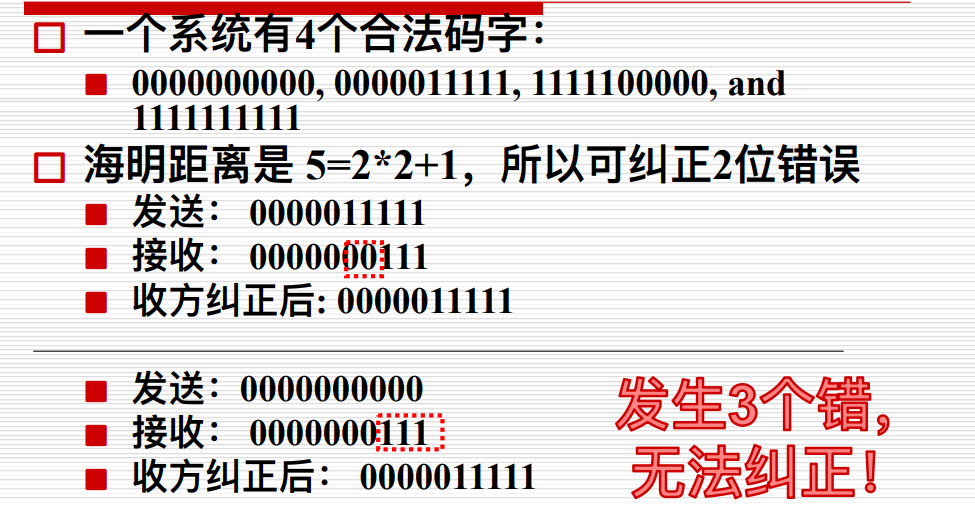 一个系统有4个合法码字：
0000000000, 0000011111, 1111100000, and
1111111111
海明距离是 5=2*2+1，所以可纠正2位错误
发送： 0000011111
接收： 0000000111
收方纠正后: 0000011111
发送：0000000000
接收： 0000000111
收方纠正后： 0000011111
发生3个错，
无法纠正！